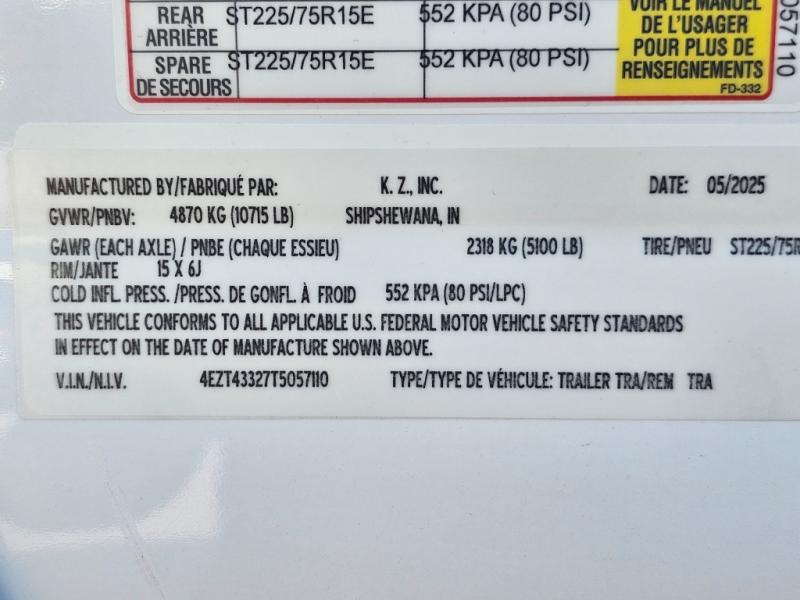 REAR ST225/75R15E 552 KPA (80 PSI)
ARRIÈRE
SPARE ST225/75R15E 552 KPA (80 PSI)
DE SECOURS
VOIR LE MANUEL
DE L'USAGER
POUR PLUS DE
RENSEIGNEMENTS
FD-332
057110
MANUFACTURED BY/FABRIQUÉ PAR: K. Z., INC. DATE: 05/2025
GVWR/PNBV: 4870 KG (10715 LB) SHIPSHEWANA, IN
GAWR (EACH AXLE) / PNBE (CHAQUE ESSIEU) 2318 KG (5100 LB) TIRE/PNEU ST225/75R
RIM/JANTE 15 X 6J
COLD INFL. PRESS. /PRESS. DE GONFL. À FROID 552 KPA (80 PSI/LPC)
THIS VEHICLE CONFORMS TO ALL APPLICABLE U.S. FEDERAL MOTOR VEHICLE SAFETY STANDARDS
IN EFFECT ON THE DATE OF MANUFACTURE SHOWN ABOVE.
V.I.N./N.I.V. 4EZT43327T5057110 TYPE/TYPE DE VÉHICULE: TRAILER TRA/REM TRA